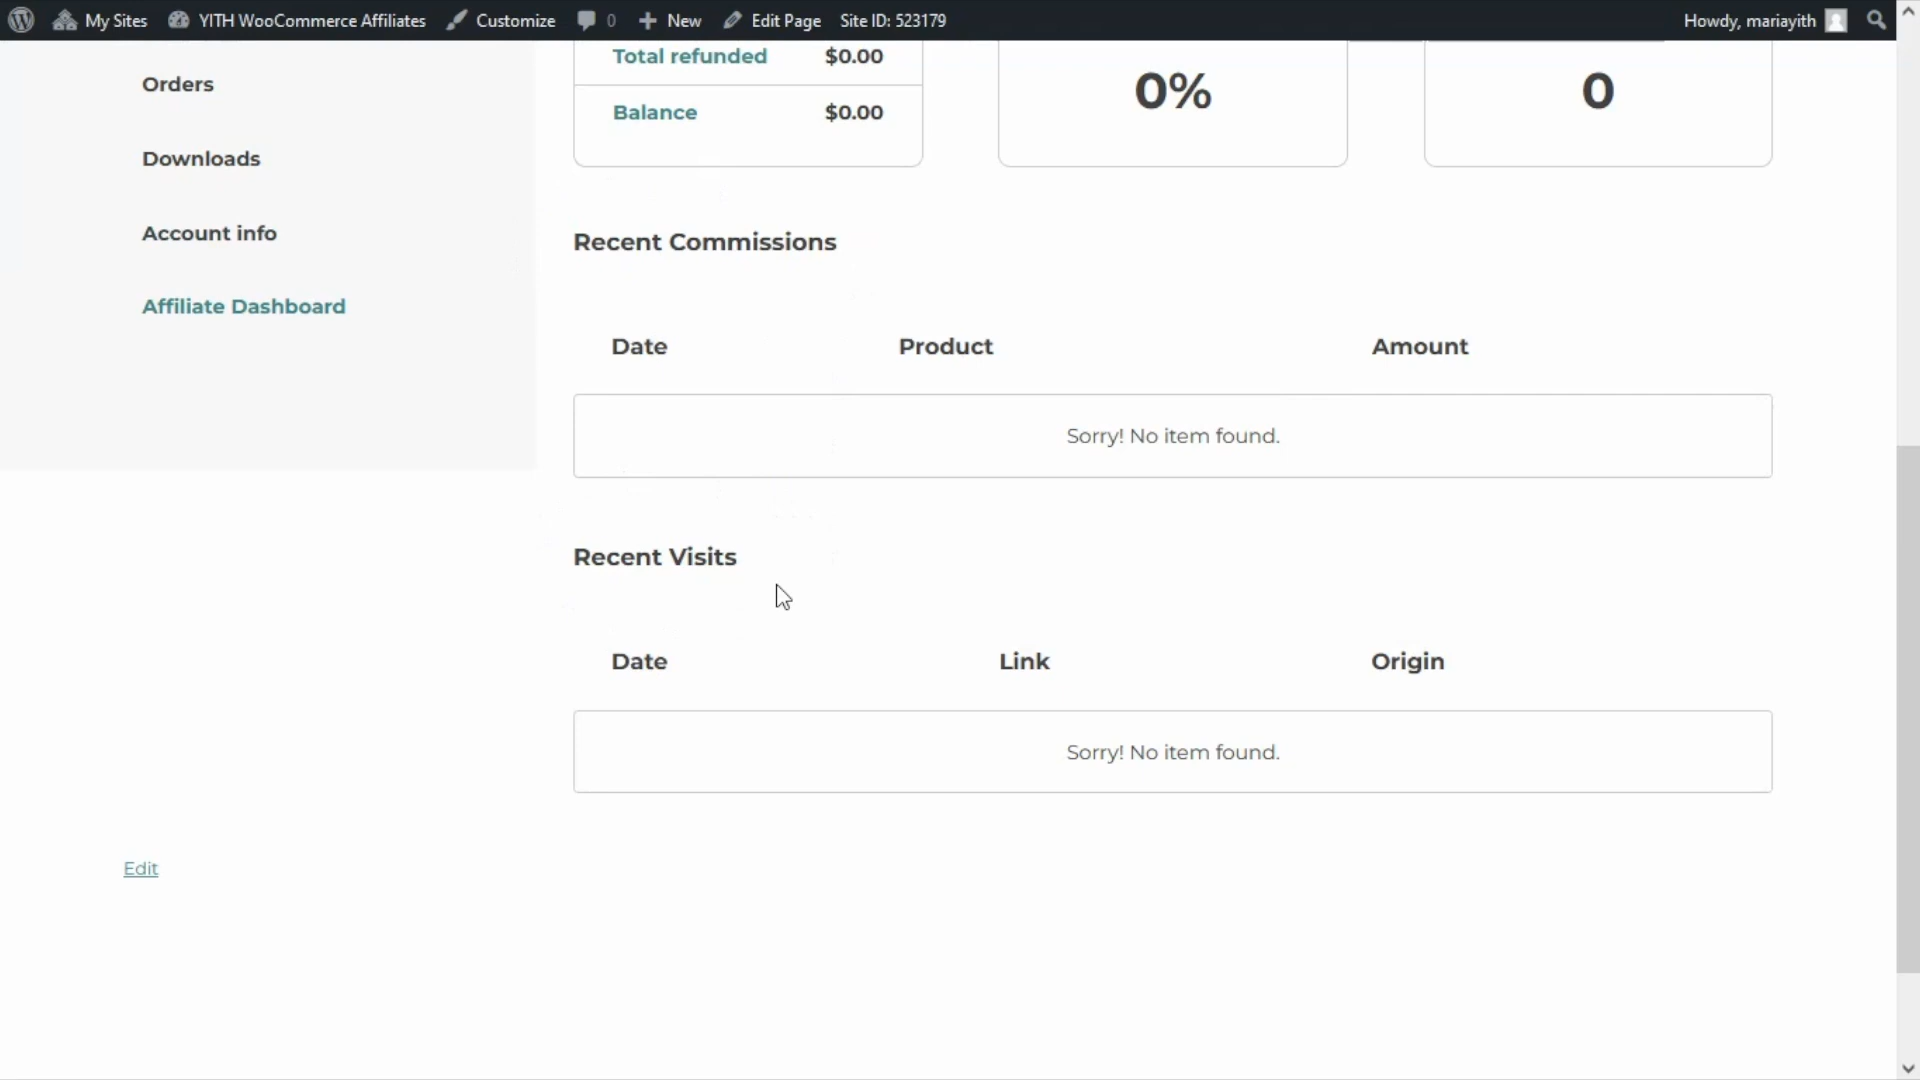 My Sites YITH WooCommerce Affiliates Customize 0 New Edit Page Site ID: 523179 Howdy, mariayith
Orders
Downloads
Account info
Affiliate Dashboard
Total refunded $0.00
Balance $0.00
0%
0
Recent Commissions
Date Product Amount
Sorry! No item found.
Recent Visits
Date Link Origin
Sorry! No item found.
Edit